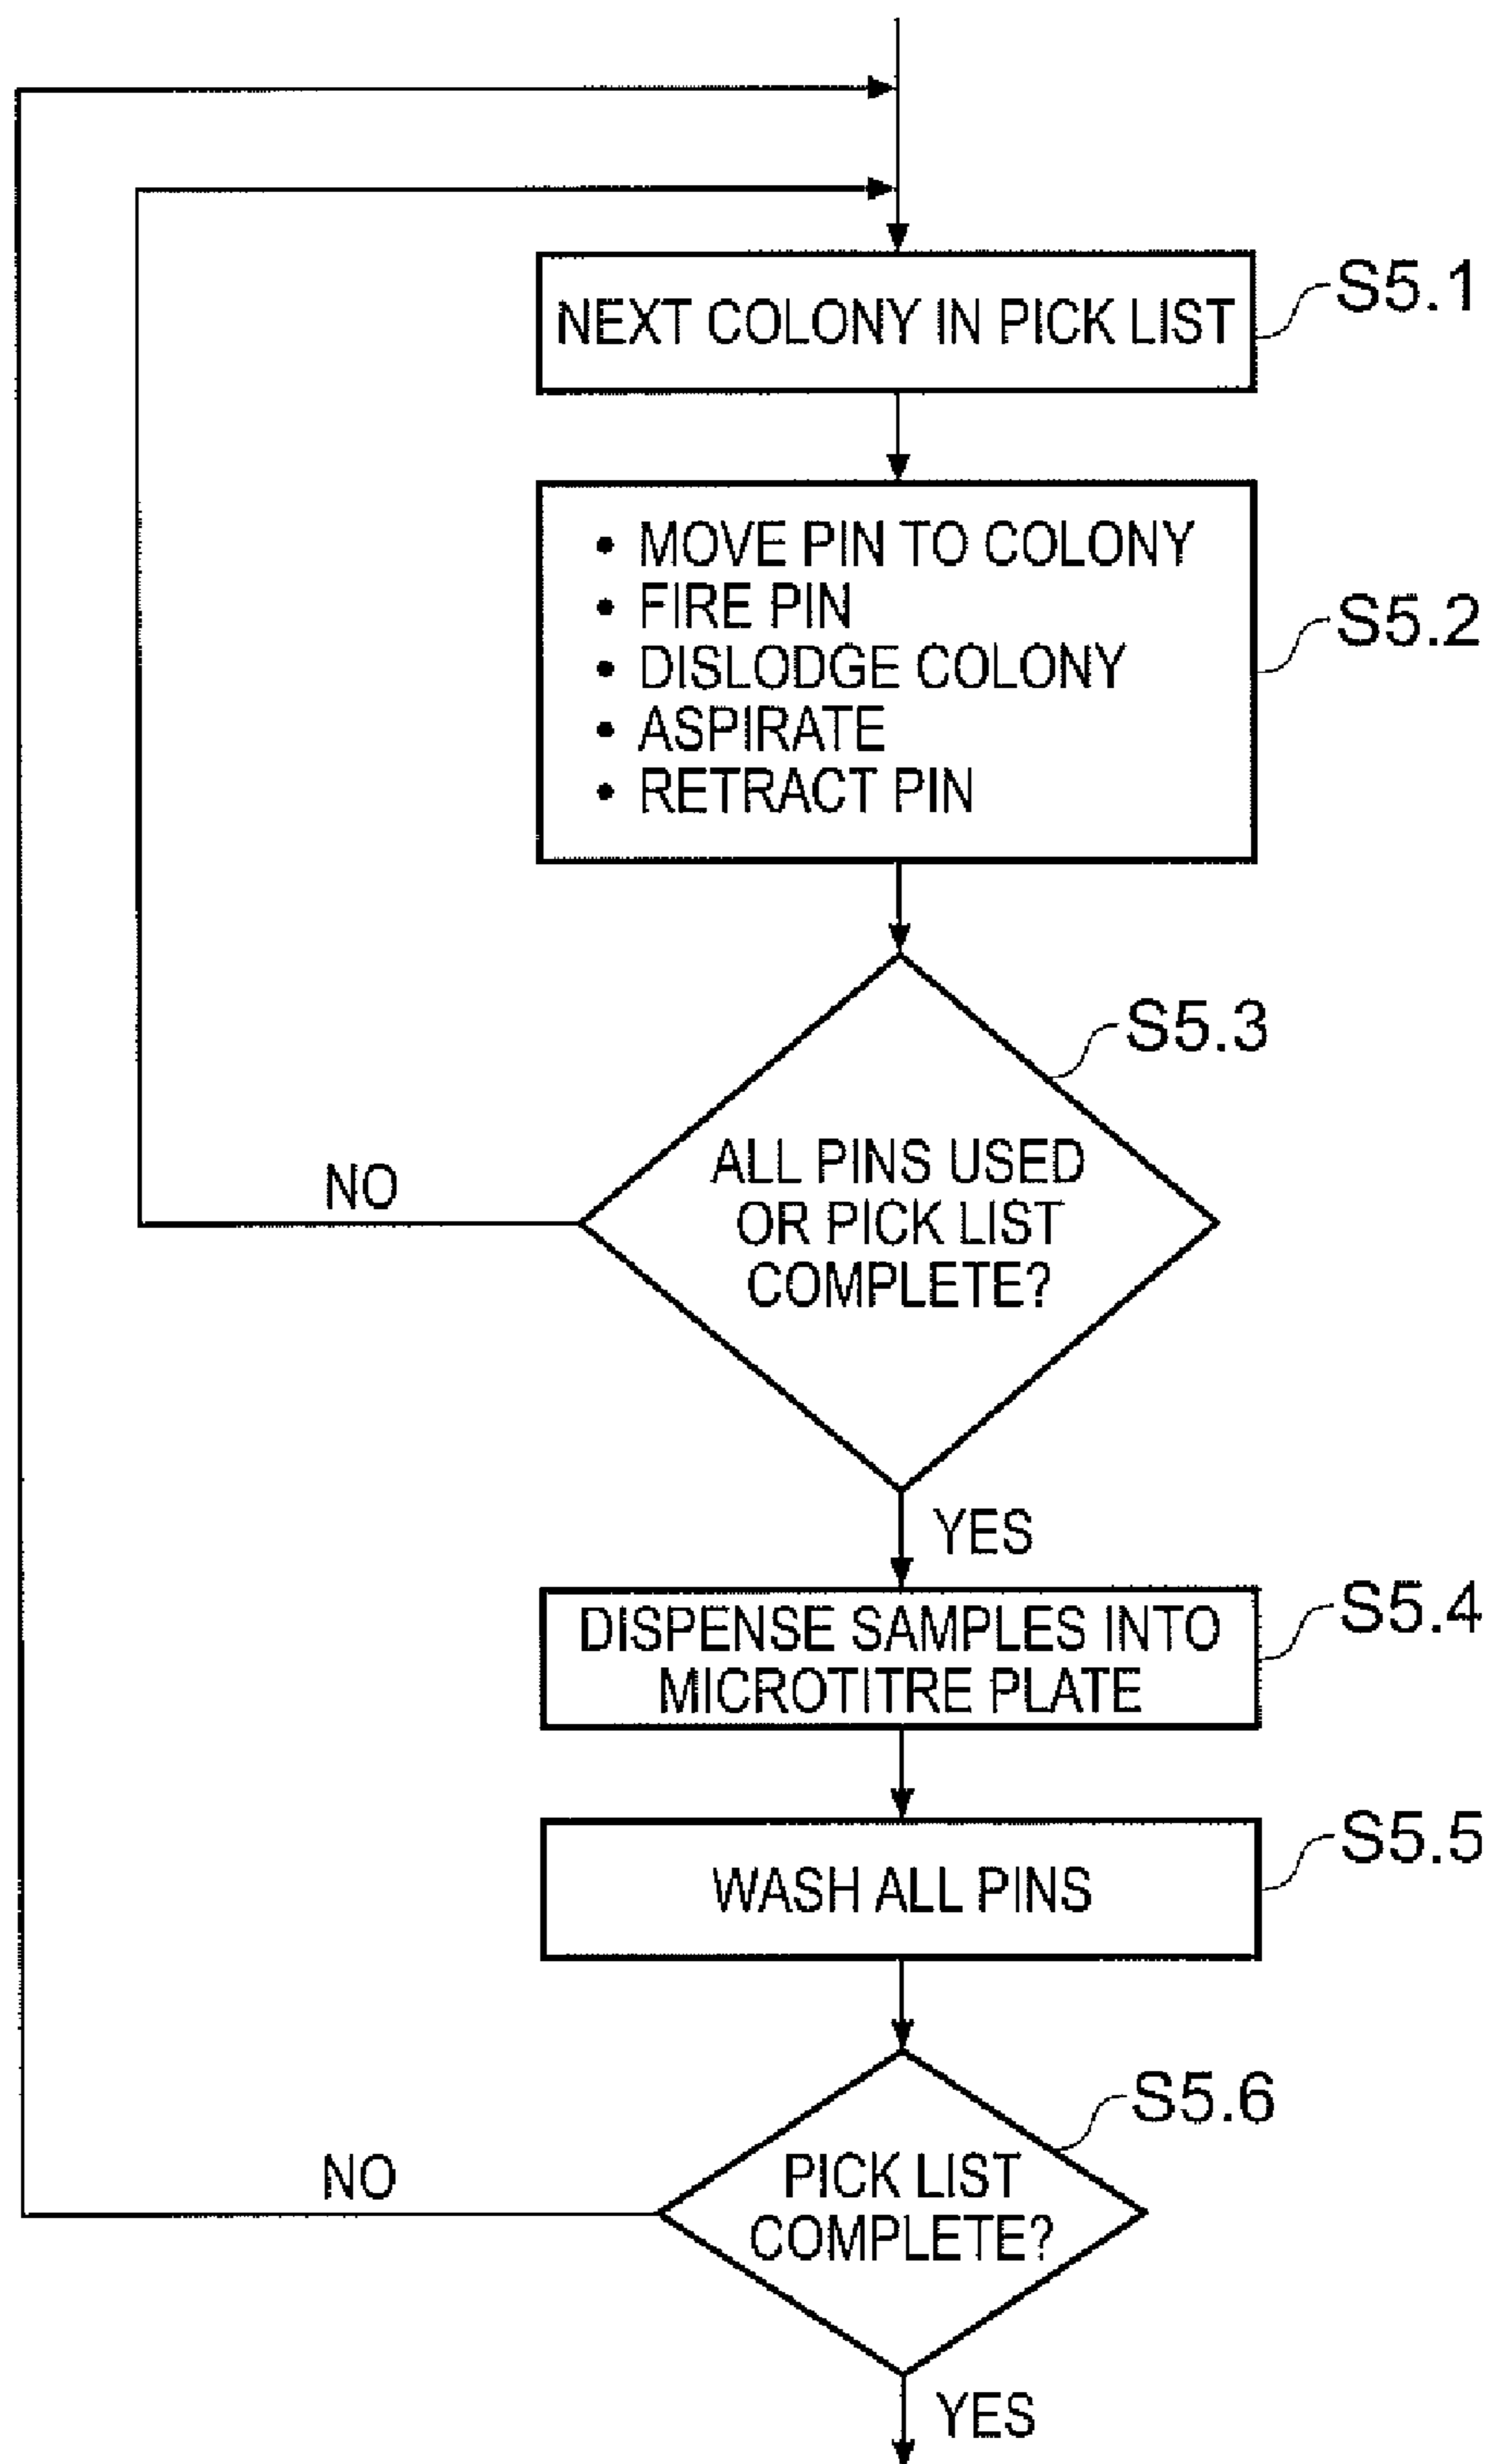 NEXT COLONY IN PICK LIST
S5.1
• MOVE PIN TO COLONY
• FIRE PIN
• DISLODGE COLONY
• ASPIRATE
• RETRACT PIN
S5.2
S5.3
ALL PINS USED
OR PICK LIST
COMPLETE?
NO
YES
DISPENSE SAMPLES INTO
MICROTITRE PLATE
S5.4
WASH ALL PINS
S5.5
S5.6
PICK LIST
COMPLETE?
NO
YES